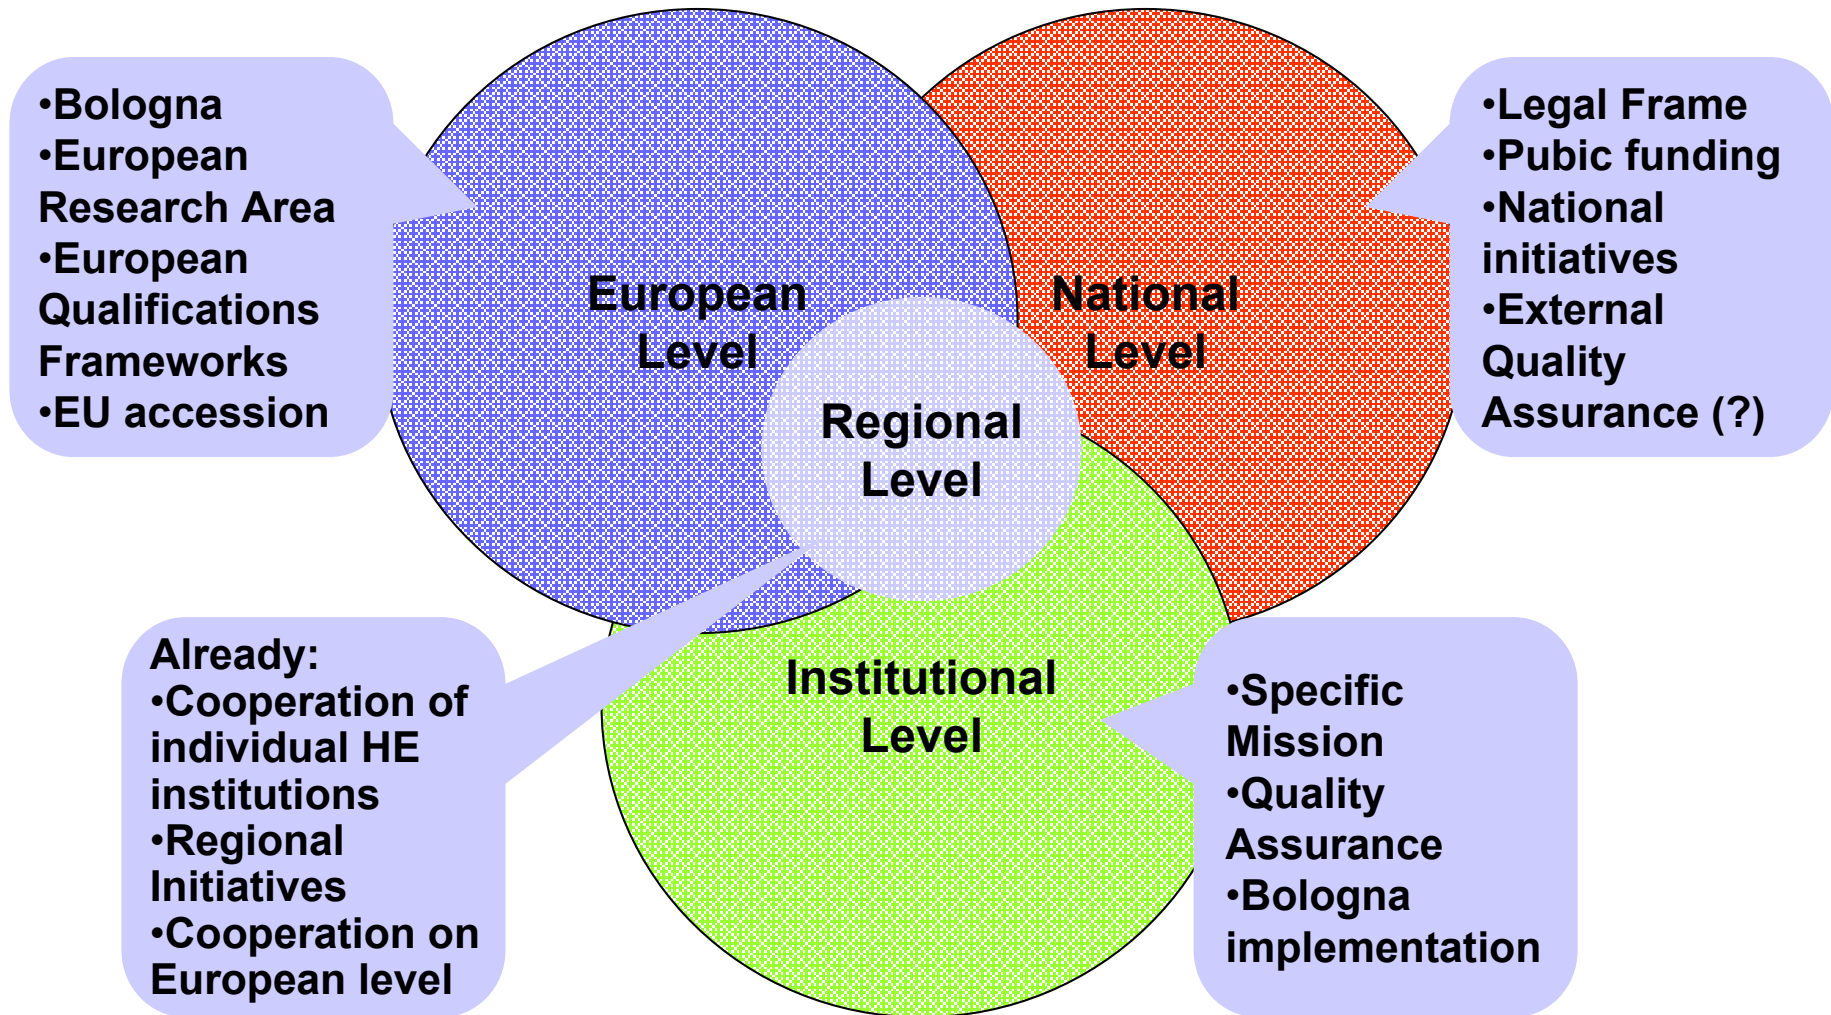 •Bologna
•European
Research Area
•European
Qualifications
Frameworks
•EU accession
•Legal Frame
•Pubic funding
•National
initiatives
•External
Quality
Assurance (?)
European
Level
National
Level
Regional
Level
Institutional
Level
Already:
•Cooperation of
individual HE
institutions
•Regional
Initiatives
•Cooperation on
European level
•Specific
Mission
•Quality
Assurance
•Bologna
implementation